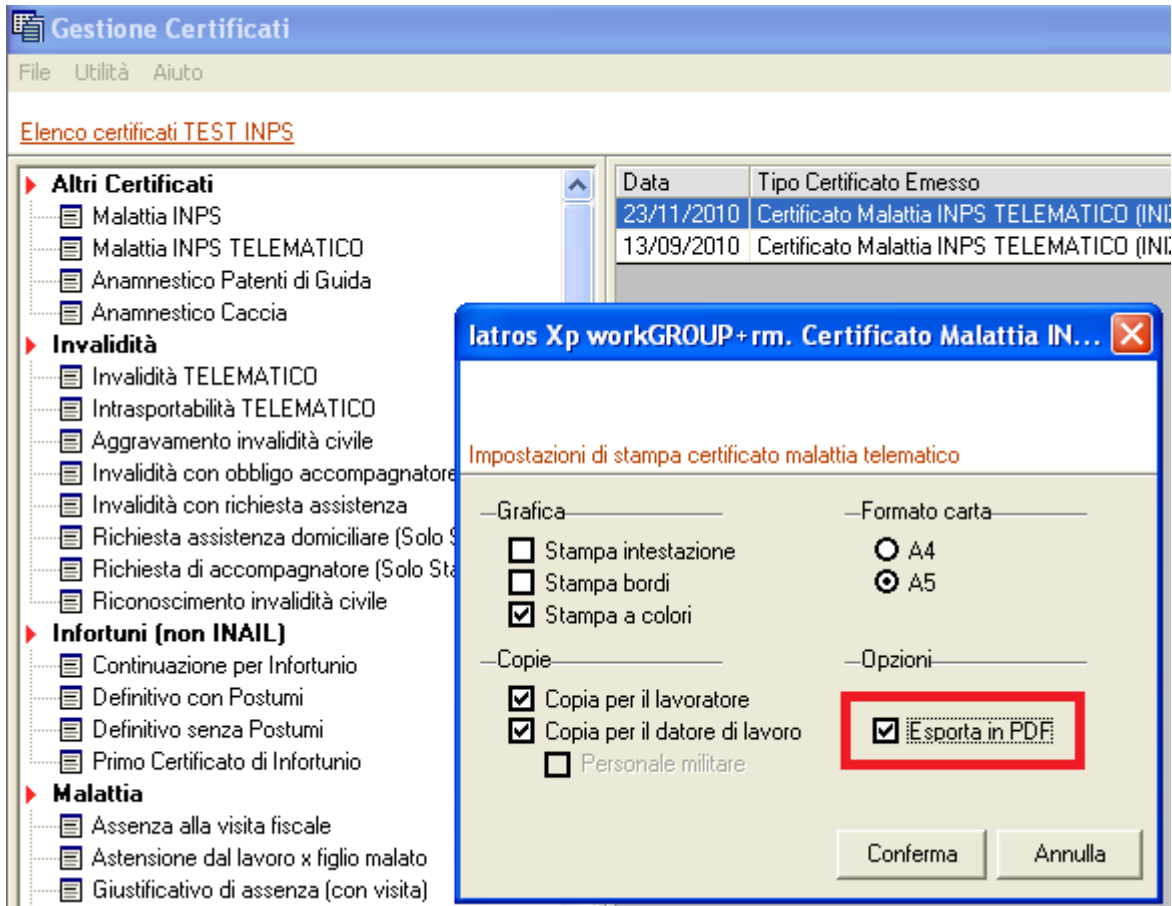 Gestione Certificati
File Utilità Aiuto
Elenco certificati TEST INPS
Altri Certificati
Malattia INPS
Malattia INPS TELEMATICO
Anamnestico Patenti di Guida
Anamnestico Caccia
Invalidità
Invalidità TELEMATICO
Intrasportabilità TELEMATICO
Aggravamento invalidità civile
Invalidità con obbligo accompagnatore
Invalidità con richiesta assistenza
Richiesta assistenza domiciliare (Solo S
Richiesta di accompagnatore (Solo Sta
Riconoscimento invalidità civile
Infortuni (non INAIL)
Continuazione per Infortunio
Definitivo con Postumi
Definitivo senza Postumi
Primo Certificato di Infortunio
Malattia
Assenza alla visita fiscale
Astensione dal lavoro x figlio malato
Giustificativo di assenza (con visita)
Data Tipo Certificato Emesso
23/11/2010 Certificato Malattia INPS TELEMATICO (INIZ
13/09/2010 Certificato Malattia INPS TELEMATICO (INIZ
Iatros Xp workGROUP+rm. Certificato Malattia IN...
Impostazioni di stampa certificato malattia telematico
Grafica
Stampa intestazione
Stampa bordi
Stampa a colori
Formato carta
A4
A5
Copie
Copia per il lavoratore
Copia per il datore di lavoro
Personale militare
Opzioni
Esporta in PDF
Conferma Annulla